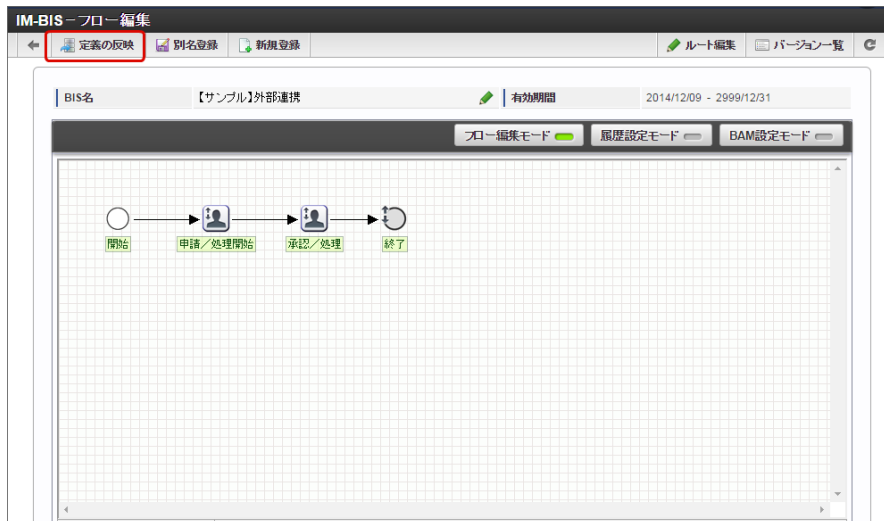 IM-BIS－フロー編集
定義の反映 別名登録 新規登録 ルート編集 バージョン一覧
BIS名 【サンプル】外部連携 有効期間 2014/12/09 - 2999/12/31
フロー編集モード 履歴設定モード BAM設定モード
開始 申請／処理開始 承認／処理 終了